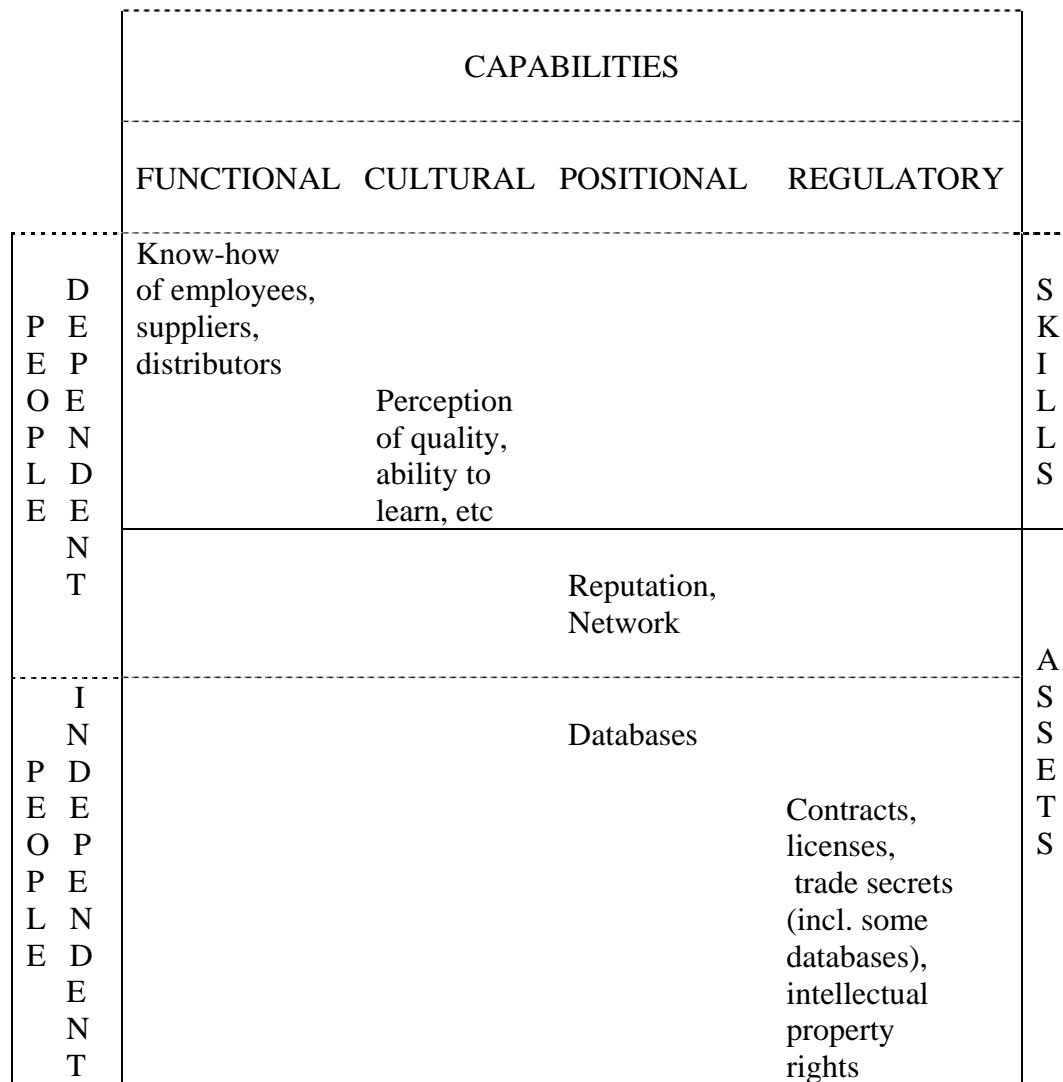 CAPABILITIES
FUNCTIONAL CULTURAL POSITIONAL REGULATORY
PEOPLE DEPENDENT
Know-how
of employees,
suppliers,
distributors
Perception
of quality,
ability to
learn, etc
SKILLS
Reputation,
Network
PEOPLE INDEPENDENT
Databases
Contracts,
licenses,
trade secrets
(incl. some
databases),
intellectual
property
rights
ASSETS